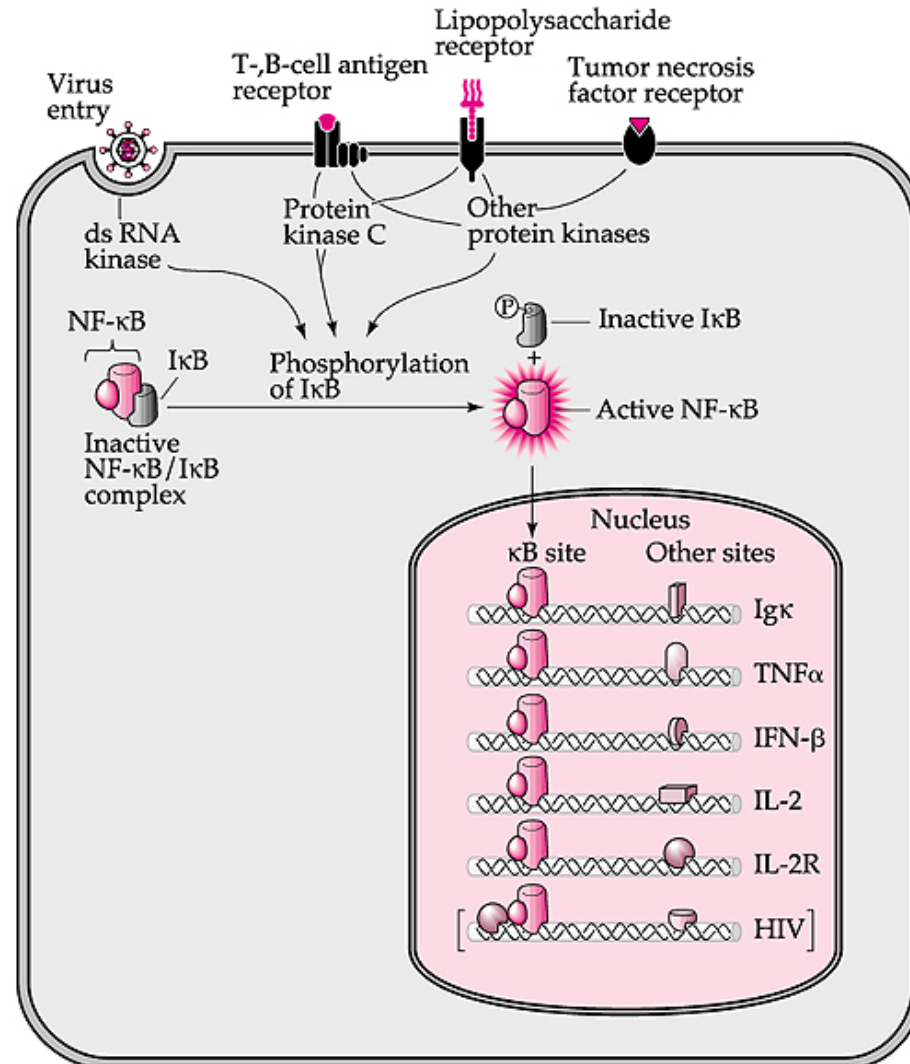 Lipopolysaccharide
receptor
T-,B-cell antigen
receptor
Tumor necrosis
factor receptor
Virus
entry
Protein
kinase C
Other
protein kinases
ds RNA
kinase
P
Inactive IκB
+
NF-κB
IκB
Phosphorylation
of IκB
Active NF-κB
Inactive
NF-κB/IκB
complex
Nucleus
κB site
Other sites
Igκ
TNFα
IFN-β
IL-2
IL-2R
[ HIV]